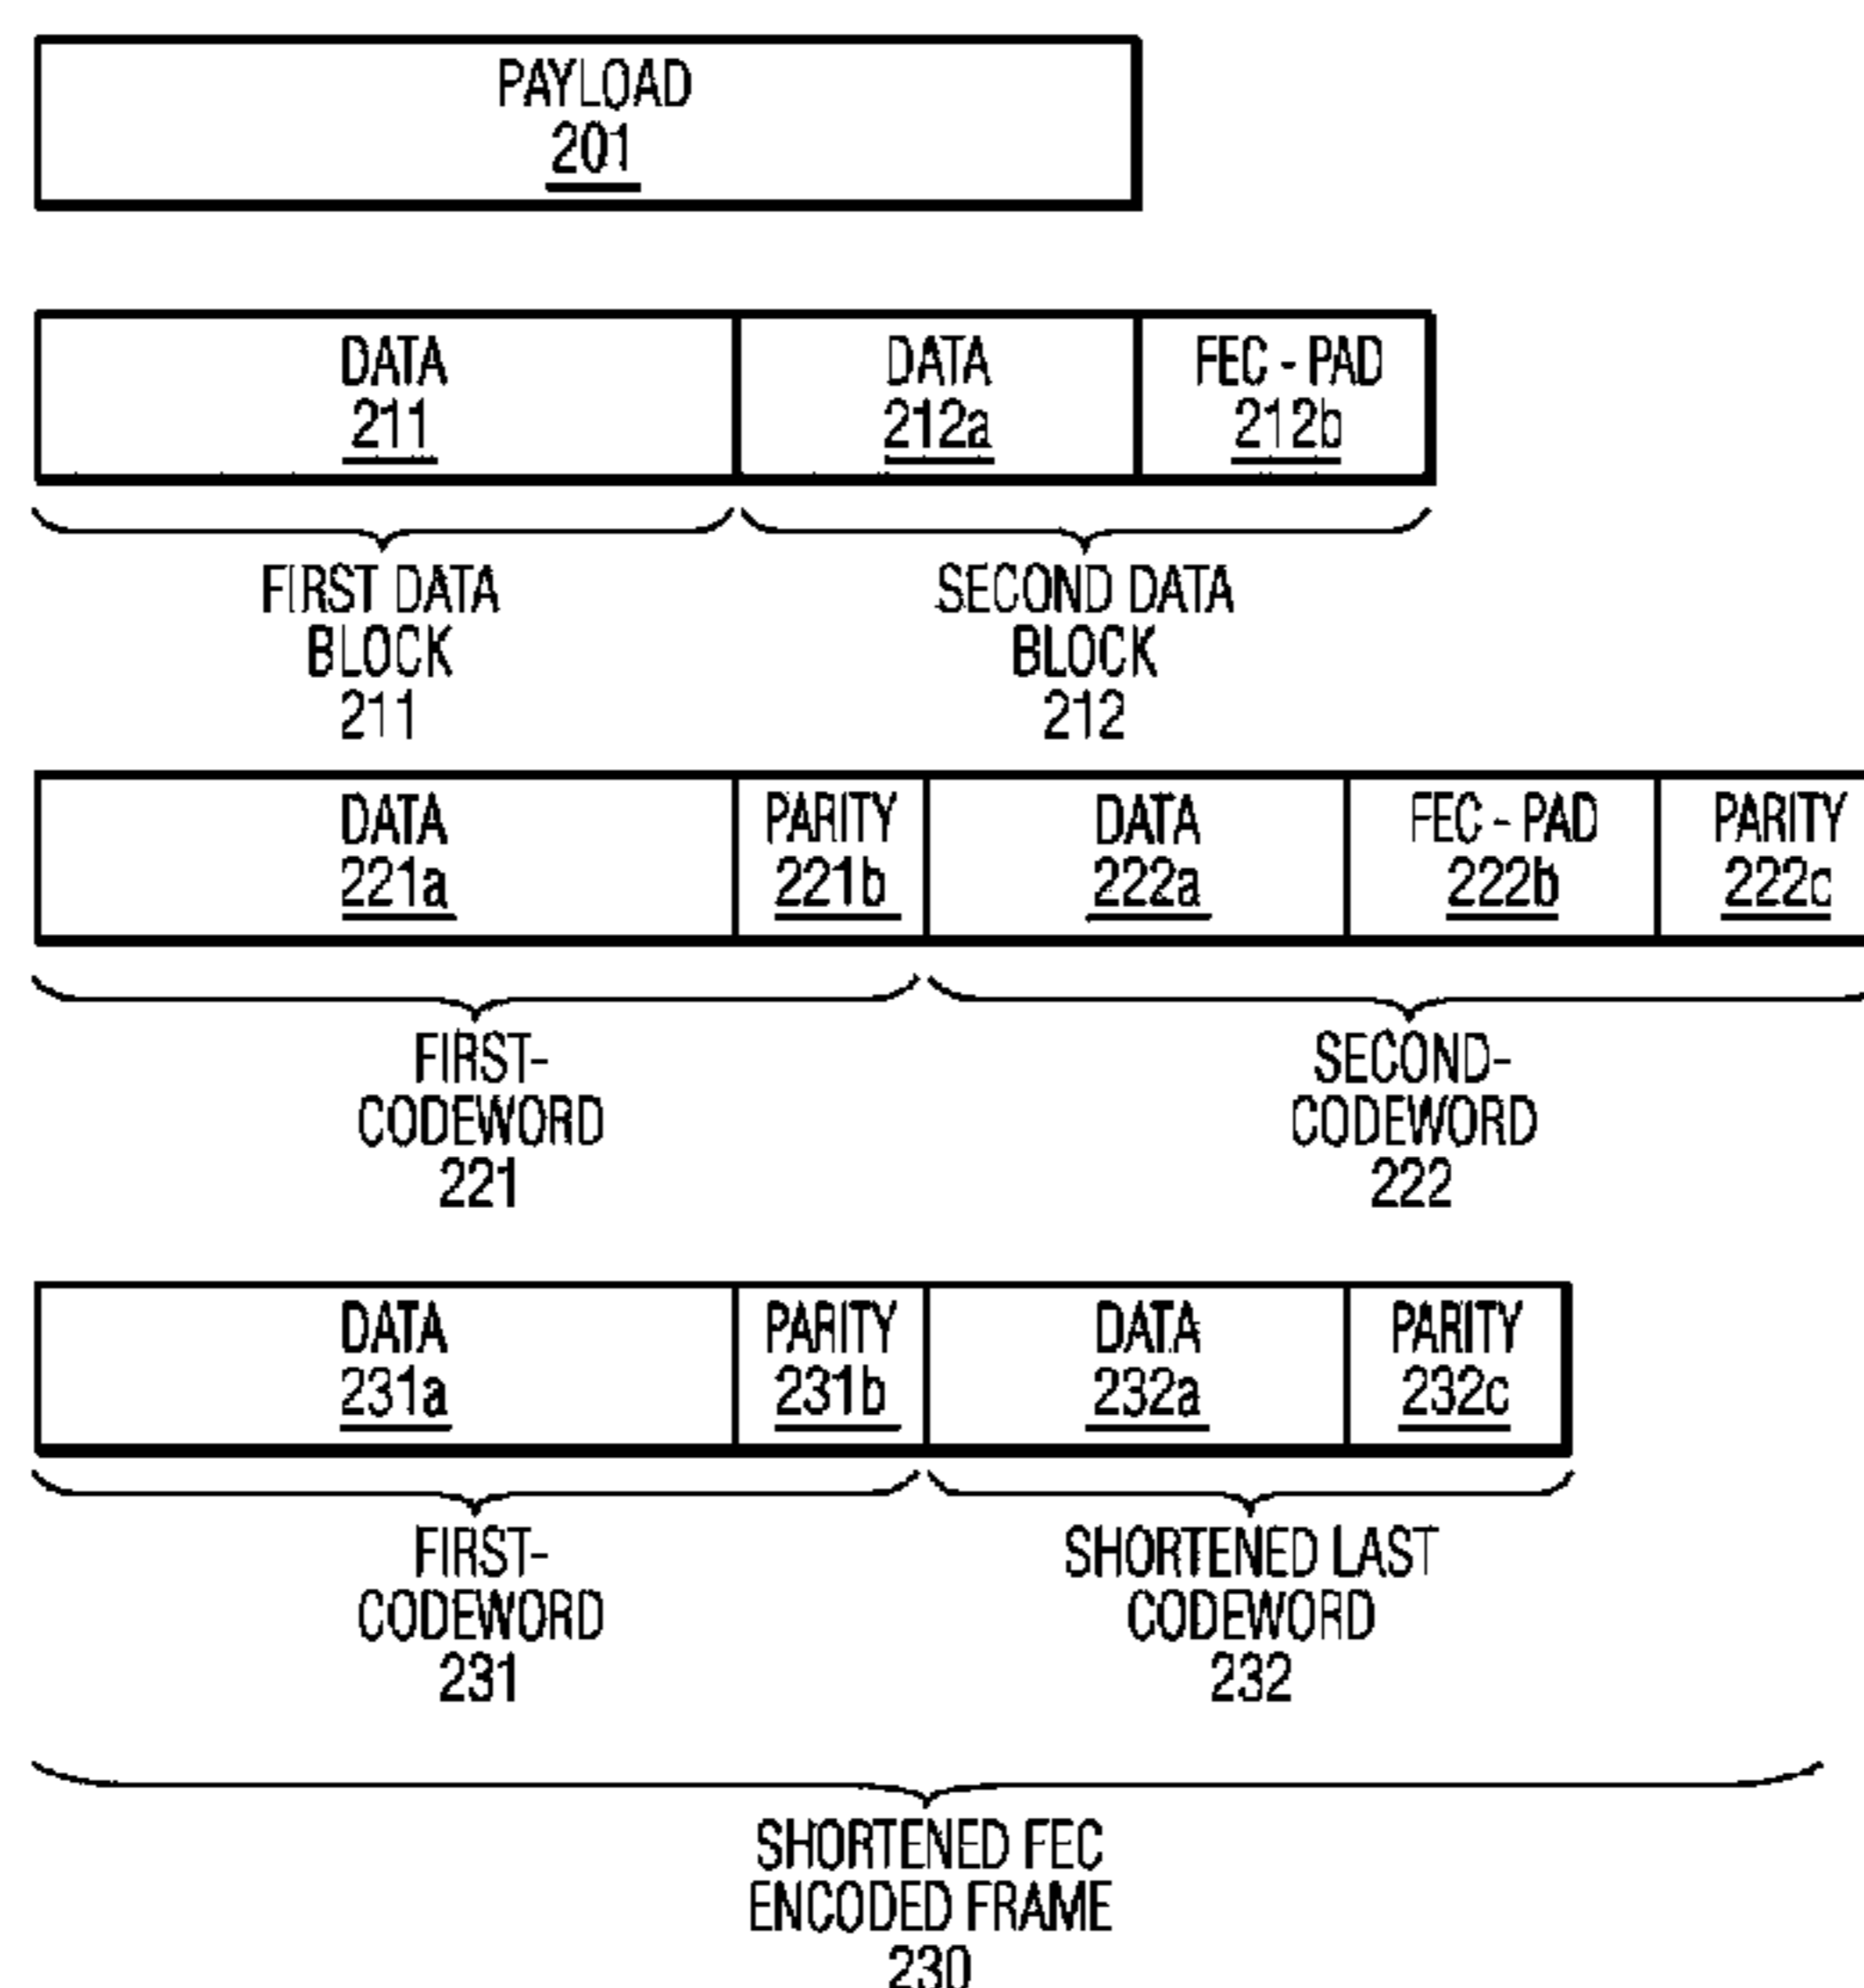 PAYLOAD
201
DATA
211
DATA
212a
FEC - PAD
212b
FIRST DATA
BLOCK
211
SECOND DATA
BLOCK
212
DATA
221a
PARITY
221b
DATA
222a
FEC - PAD
222b
PARITY
222c
FIRST-
CODEWORD
221
SECOND-
CODEWORD
222
DATA
231a
PARITY
231b
DATA
232a
PARITY
232c
FIRST-
CODEWORD
231
SHORTENED LAST
CODEWORD
232
SHORTENED FEC
ENCODED FRAME
230